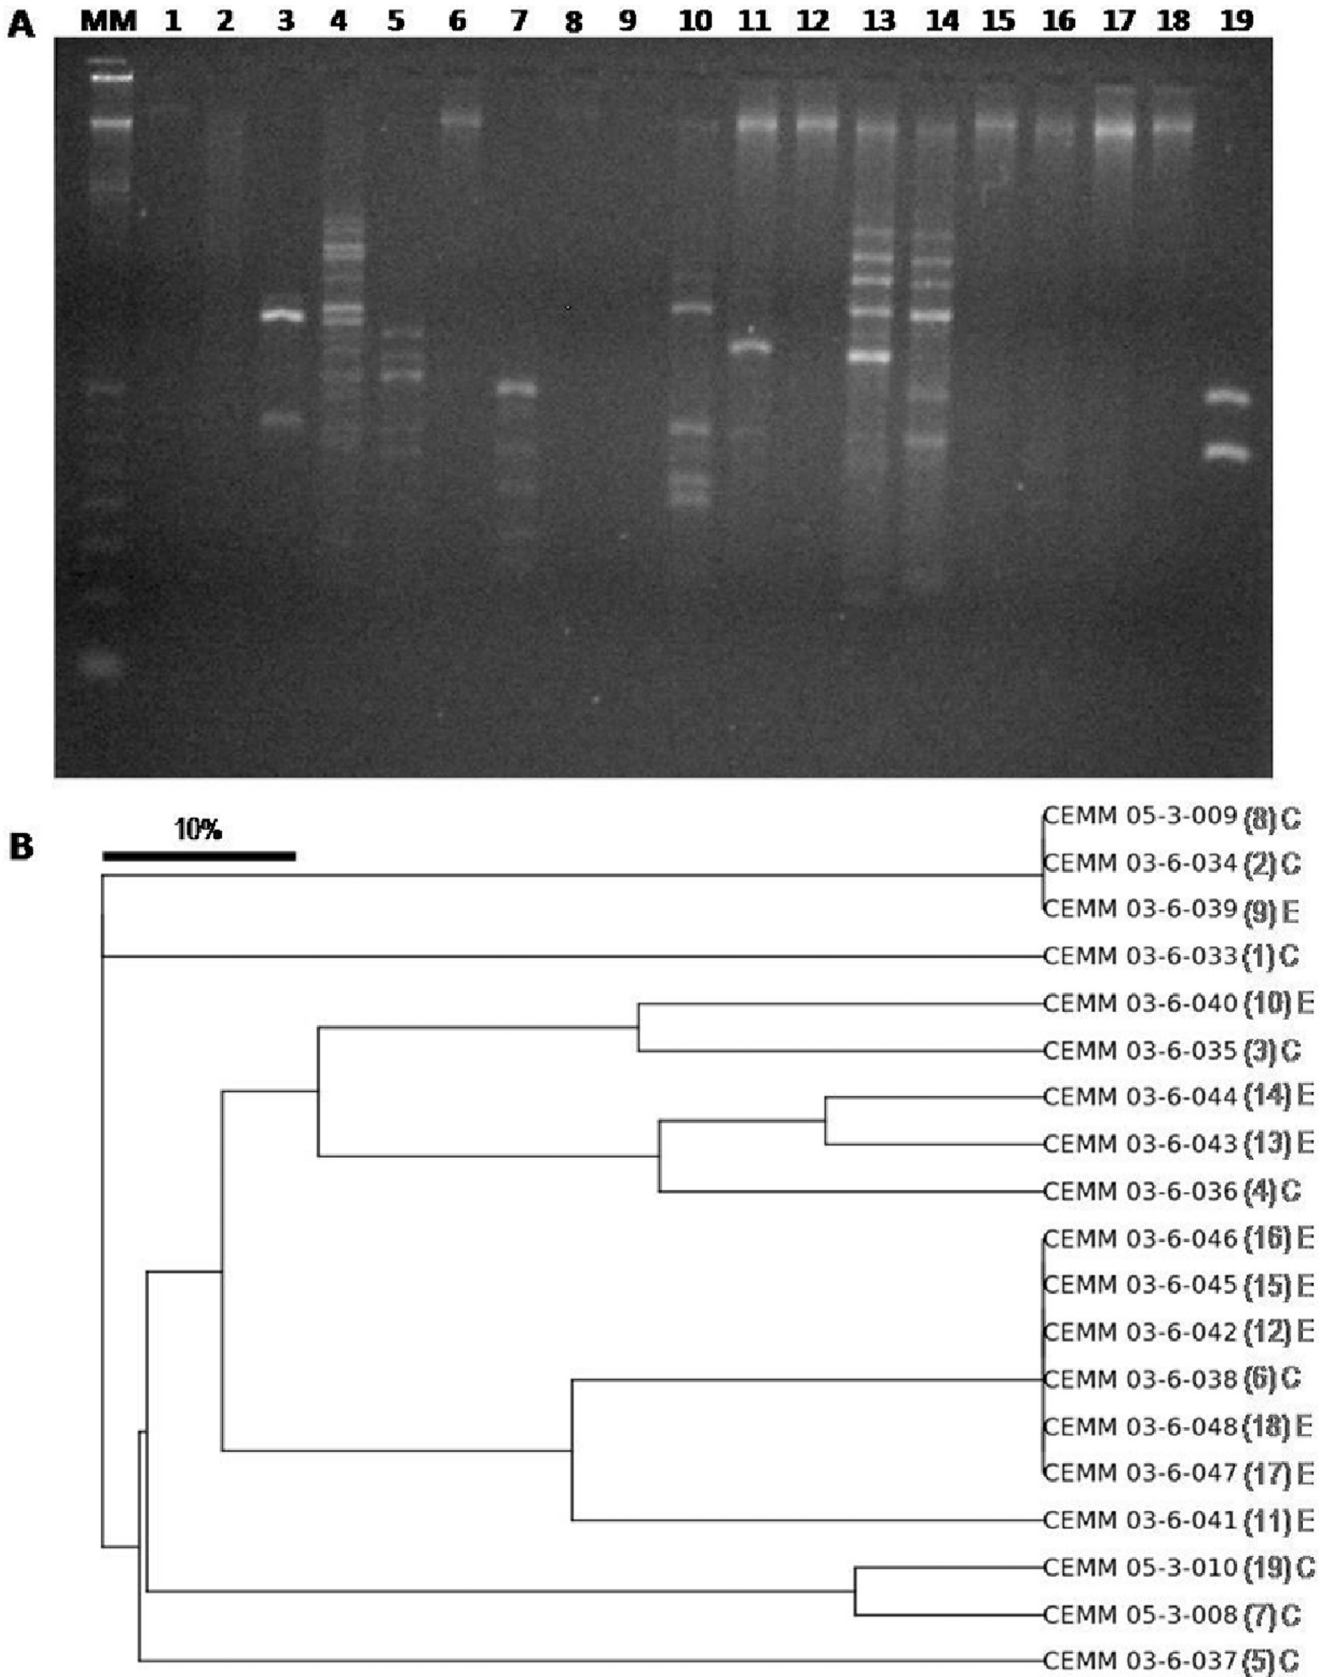 A MM 1 2 3 4 5 6 7 8 9 10 11 12 13 14 15 16 17 18 19
B 10%
CEMM 05-3-009 (8) C
CEMM 03-6-034 (2) C
CEMM 03-6-039 (9) E
CEMM 03-6-033 (1) C
CEMM 03-6-040 (10) E
CEMM 03-6-035 (3) C
CEMM 03-6-044 (14) E
CEMM 03-6-043 (13) E
CEMM 03-6-036 (4) C
CEMM 03-6-046 (16) E
CEMM 03-6-045 (15) E
CEMM 03-6-042 (12) E
CEMM 03-6-038 (6) C
CEMM 03-6-048 (18) E
CEMM 03-6-047 (17) E
CEMM 03-6-041 (11) E
CEMM 05-3-010 (19) C
CEMM 05-3-008 (7) C
CEMM 03-6-037 (5) C